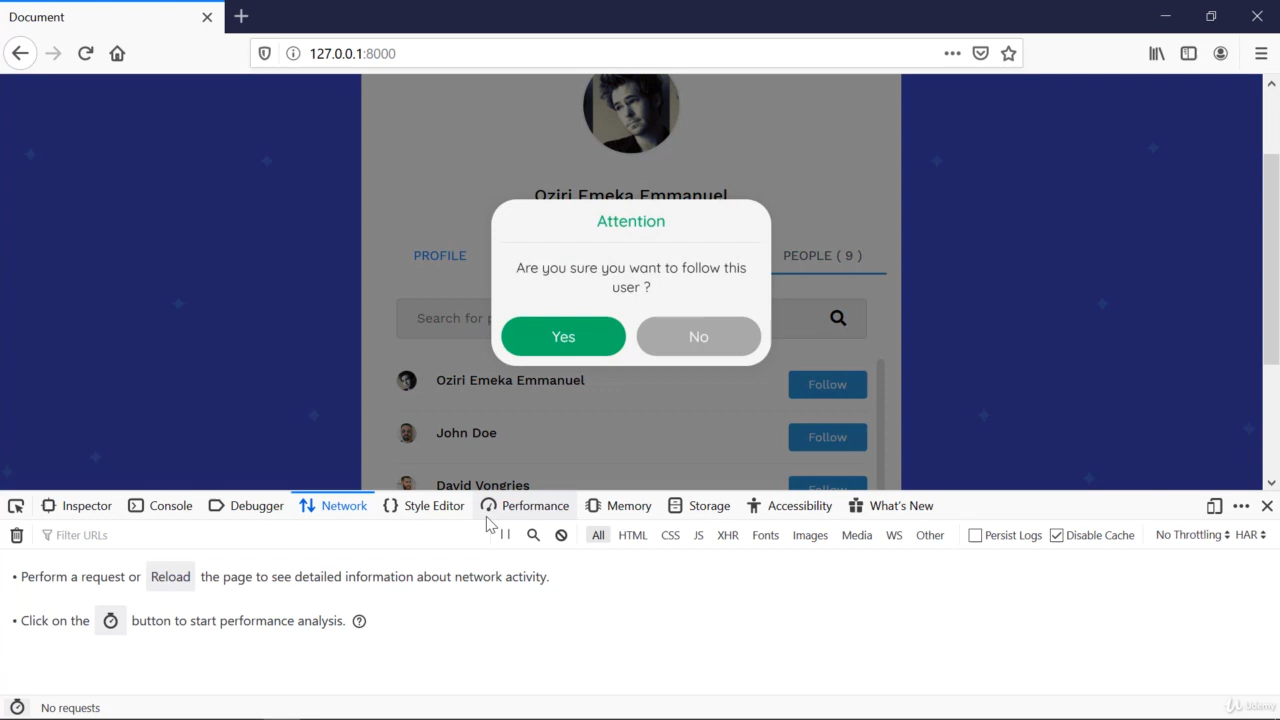 Document
127.0.0.1:8000
Oziri Emeka Emmanuel
Attention
PROFILE
PEOPLE ( 9 )
Are you sure you want to follow this
user ?
Search for p
Yes
No
Oziri Emeka Emmanuel
Follow
John Doe
Follow
David Vongries
Follow
Inspector
Console
Debugger
Network
Style Editor
Performance
Memory
Storage
Accessibility
What's New
Filter URLs
All
HTML
CSS
JS
XHR
Fonts
Images
Media
WS
Other
Persist Logs
Disable Cache
No Throttling
HAR
• Perform a request or Reload the page to see detailed information about network activity.
• Click on the button to start performance analysis.
No requests
Udemy